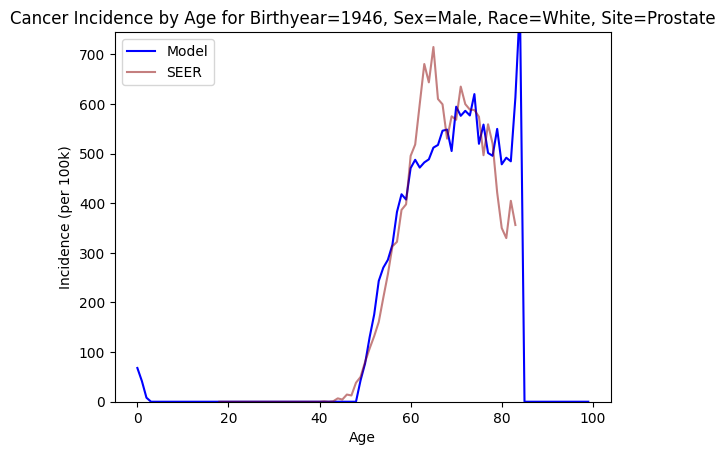 Cancer Incidence by Age for Birthyear=1946, Sex=Male, Race=White, Site=Prostate
Model
SEER
Incidence (per 100k)
700
600
500
400
300
200
100
0
0 20 40 60 80 100
Age